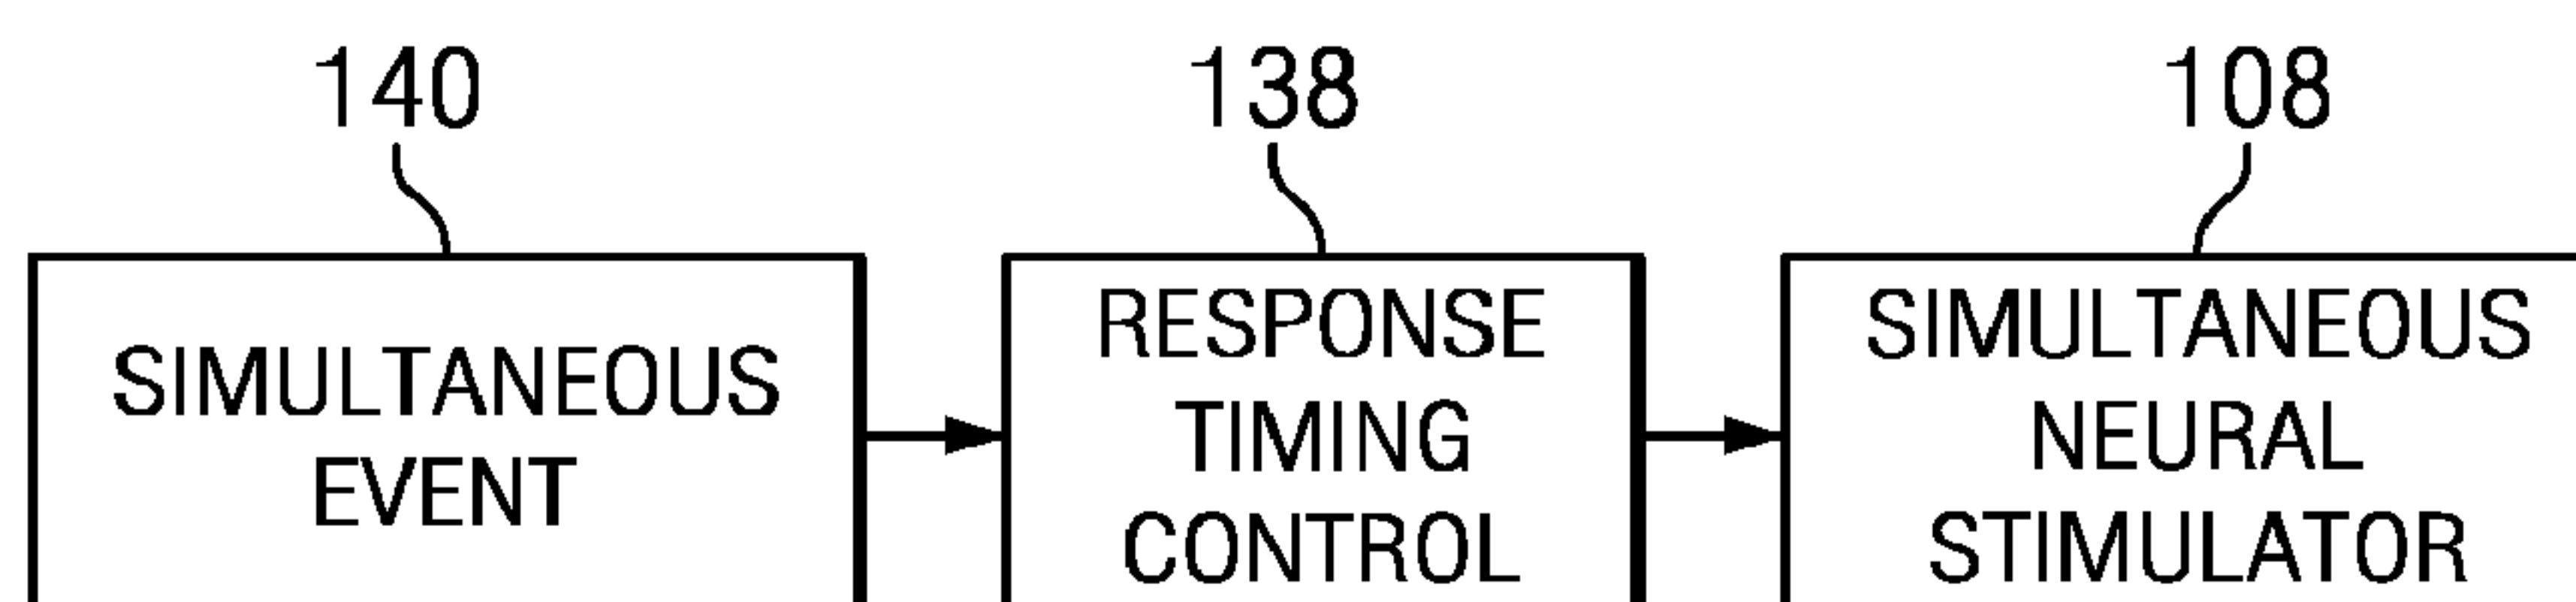 140
138
108
SIMULTANEOUS
EVENT
RESPONSE
TIMING
CONTROL
SIMULTANEOUS
NEURAL
STIMULATOR